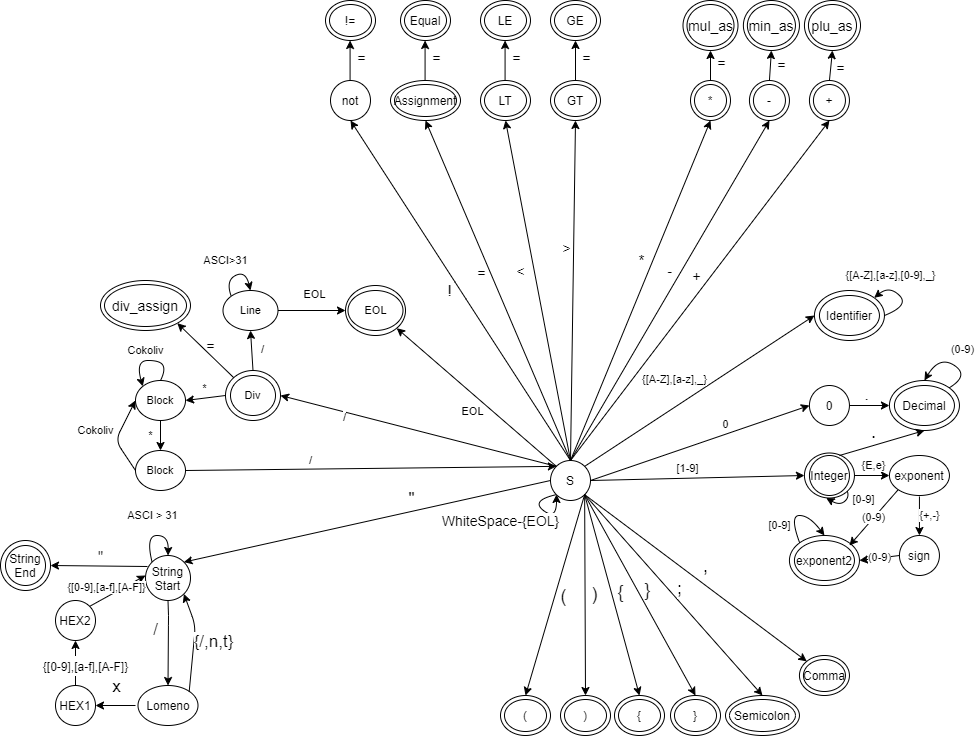 !=
Equal
LE
GE
mul_as
min_as
plu_as
=
=
=
=
=
=
=
not
Assignment
LT
GT
*
-
+
ASCI>31
>
*
-
+
=
<
!
{[A-Z],[a-z],[0-9],_}
div_assign
Line
EOL
EOL
Identifier
=
/
Cokoliv
(0-9)
{[A-Z],[a-z],_}
Block
*
Div
EOL
/
0
0
.
Decimal
Cokoliv
*
.
Block
/
S
[1-9]
Integer
{E,e}
exponent
"
WhiteSpace-{EOL}
[0-9]
ASCI > 31
(0-9)
{+,-}
[0-9]
String
End
"
String
Start
exponent2
(0-9)
sign
{[0-9],[a-f],[A-F]}
(
)
{
}
;
,
HEX2
/
{/,n,t}
{[0-9],[a-f],[A-F]}
x
HEX1
Lomeno
Comma
(
)
{
}
Semicolon